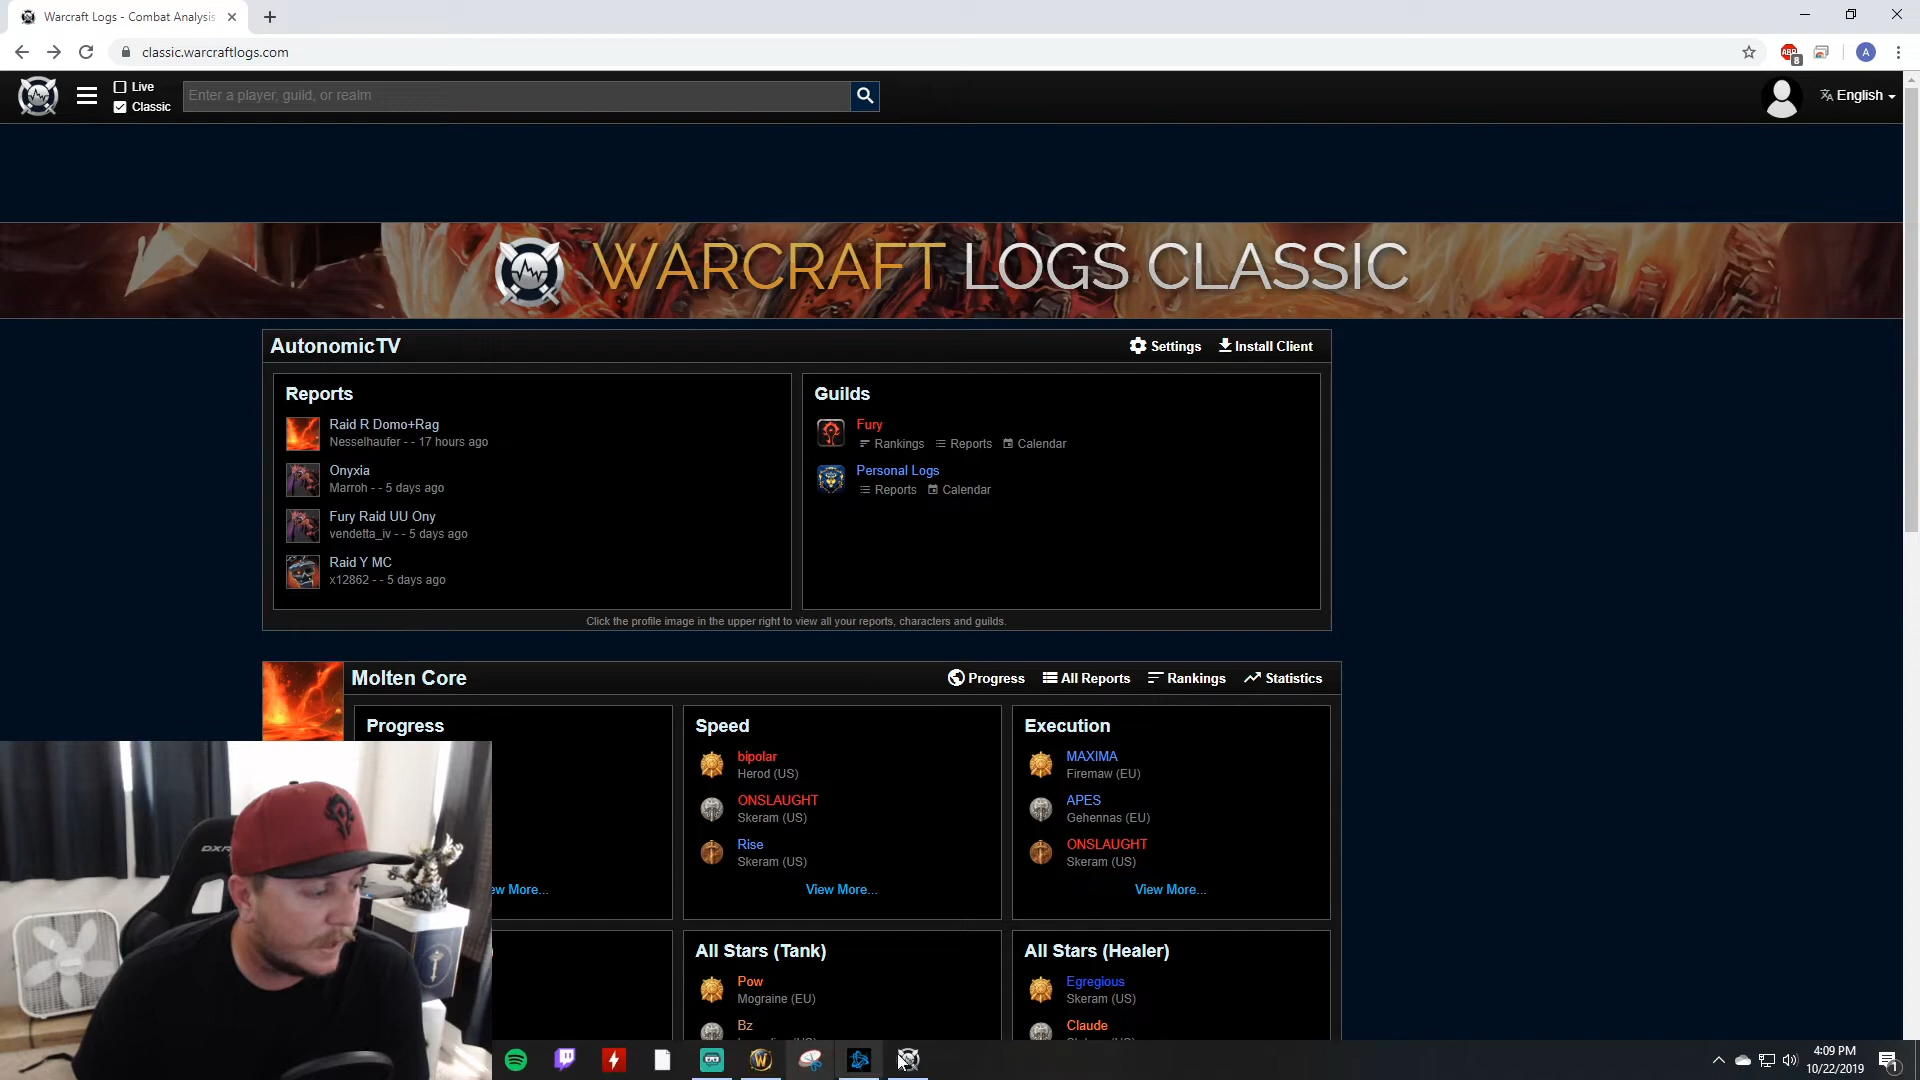 Warcraft Logs - Combat Analysis
classic.warcraftlogs.com
8
A
Live
Classic
Enter a player, guild, or realm
English
WARCRAFT LOGS CLASSIC
AutonomicTV
Settings
Install Client
Reports
Raid R Domo+Rag
Nesselhaufer - - 17 hours ago
Onyxia
Marroh - - 5 days ago
Fury Raid UU Ony
vendetta_iv - - 5 days ago
Raid Y MC
x12862 - - 5 days ago
Guilds
Fury
Rankings Reports Calendar
Personal Logs
Reports Calendar
Click the profile image in the upper right to view all your reports, characters and guilds.
Molten Core
Progress All Reports Rankings Statistics
Progress
ew More...
Speed
bipolar
Herod (US)
ONSLAUGHT
Skeram (US)
Rise
Skeram (US)
View More...
Execution
MAXIMA
Firemaw (EU)
APES
Gehennas (EU)
ONSLAUGHT
Skeram (US)
View More...
All Stars (Tank)
Pow
Mograine (EU)
Bz
All Stars (Healer)
Egregious
Skeram (US)
Claude
DXR
4:09 PM
10/22/2019
1